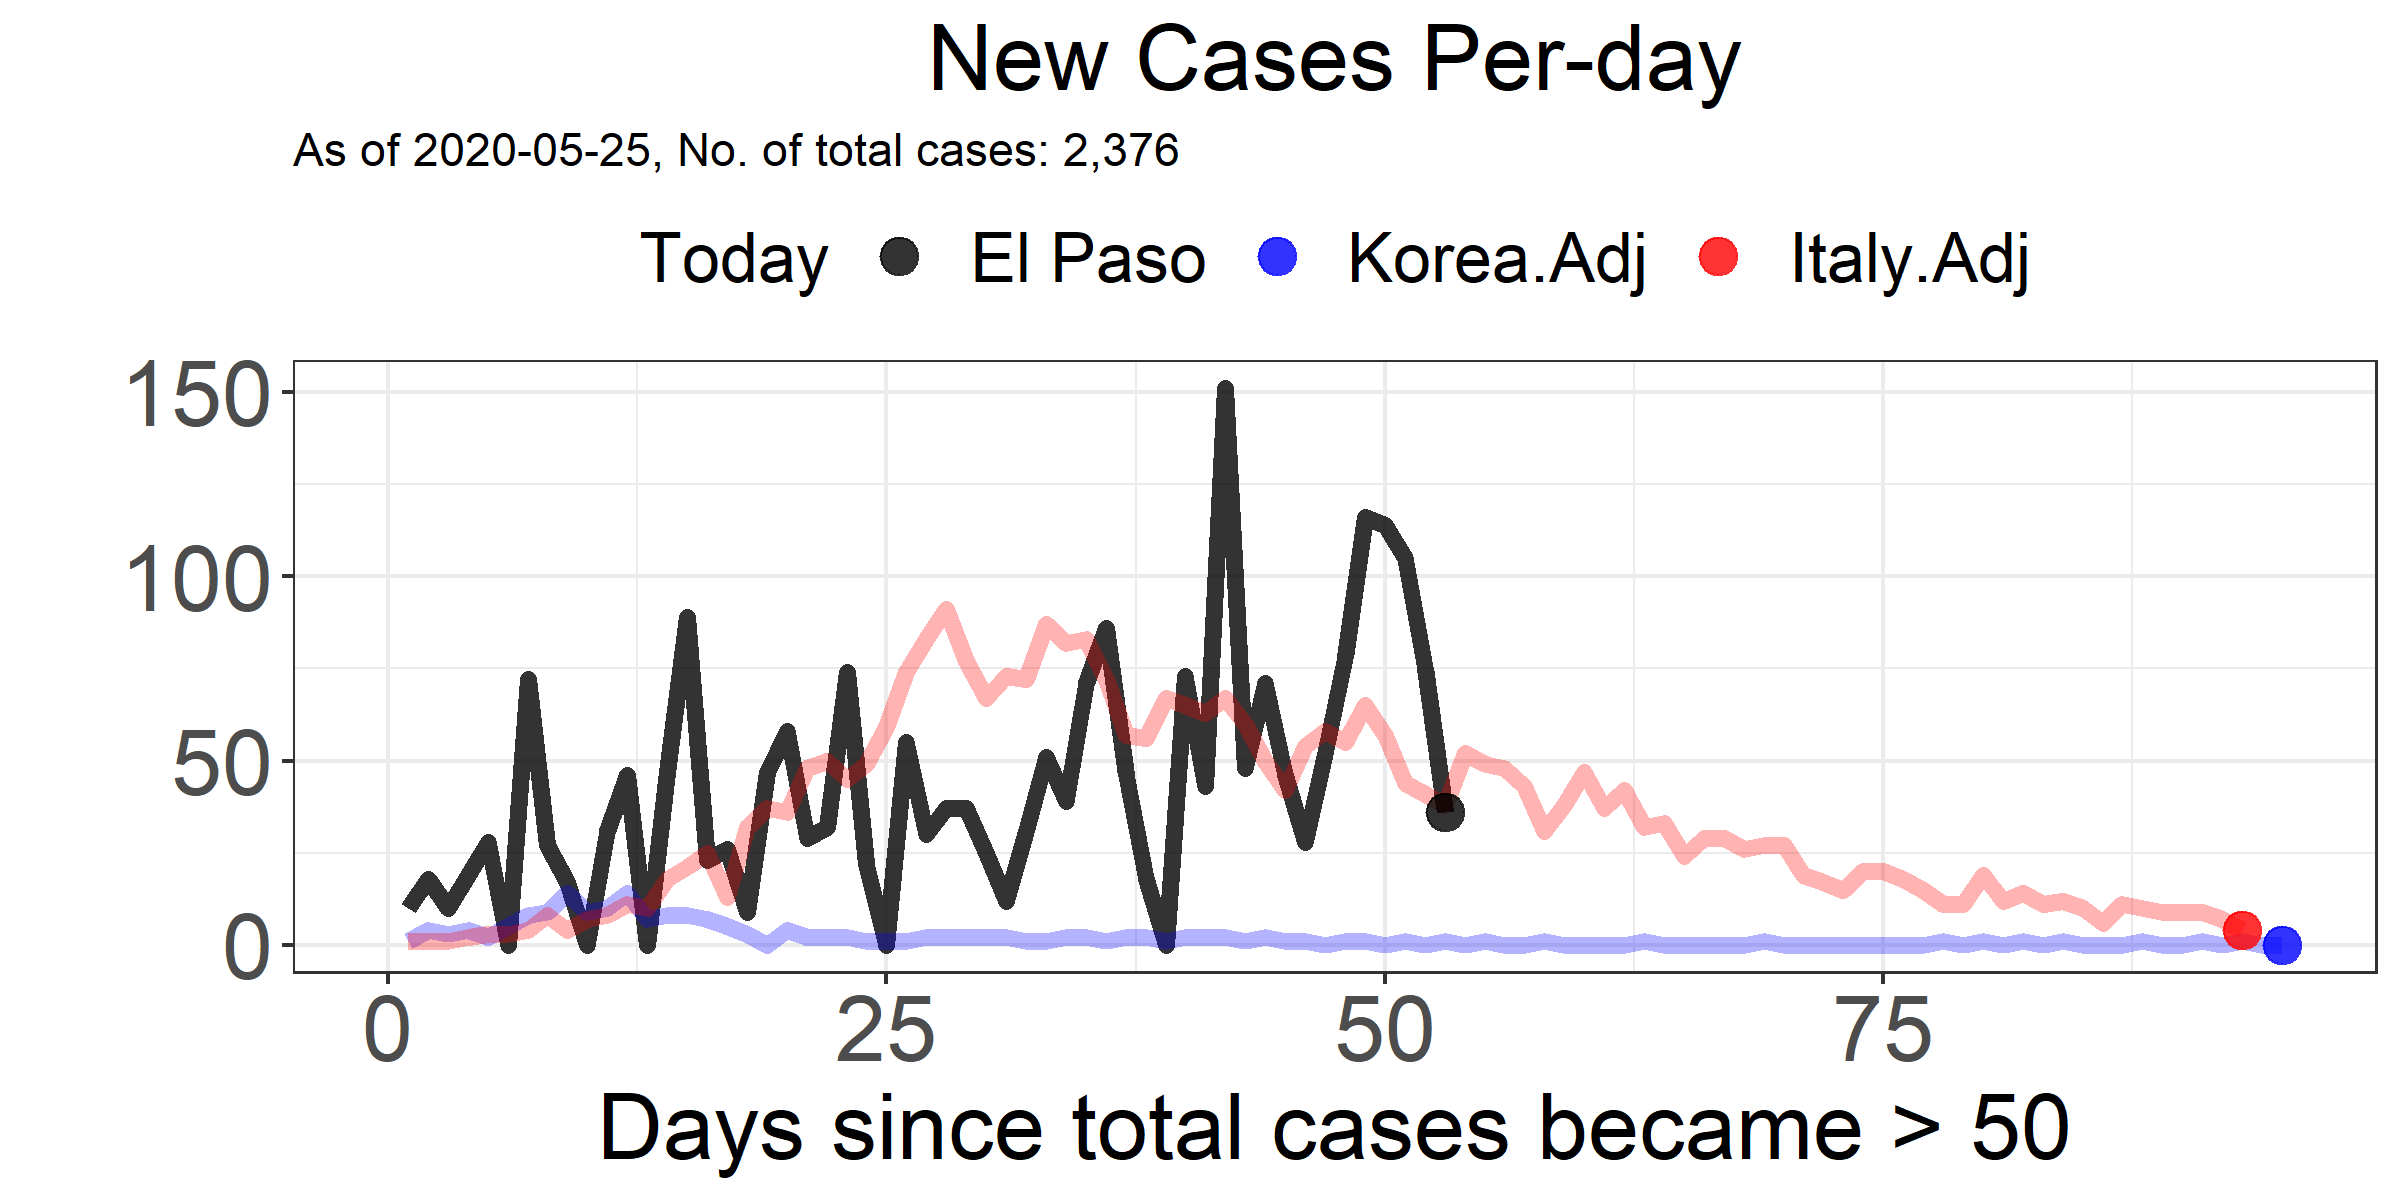 New Cases Per-day
As of 2020-05-25, No. of total cases: 2,376
Today El Paso Korea.Adj Italy.Adj
150
100
50
0
0 25 50 75
Days since total cases became > 50